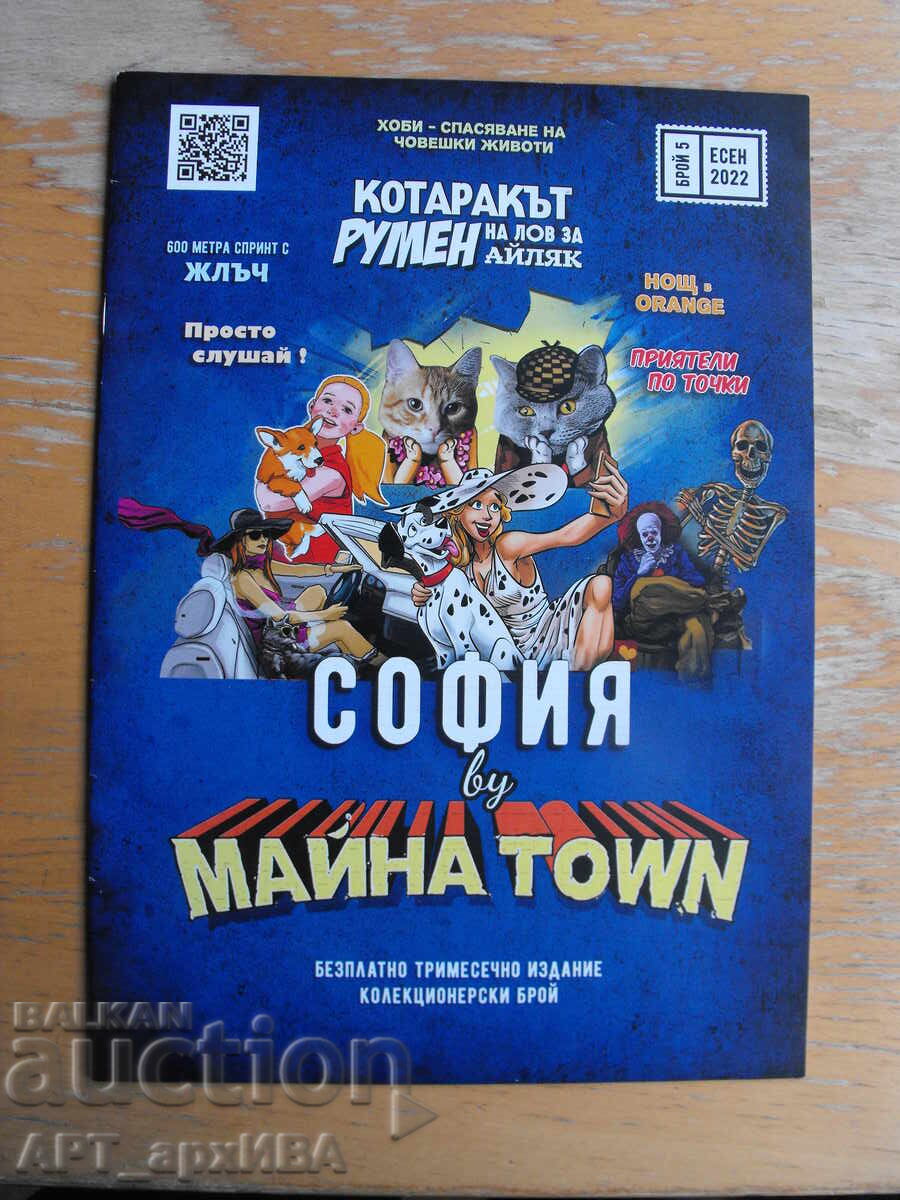 ХОБИ - СПАСЯВАНЕ НА
ЧОВЕШКИ ЖИВОТИ
БРОЙ 5
ЕСЕН
2022
КОТАРАКЪТ
РУМЕН НА ЛОВ ЗА
АЙЛЯК
600 МЕТРА СПРИНТ С
ЖЛЪЧ
НОЩ в
ORANGE
Просто
слушай!
ПРИЯТЕЛИ
ПО ТОЧКИ
СОФИЯ
by
МАЙНА TOWN
БЕЗПЛАТНО ТРИМЕСЕЧНО ИЗДАНИЕ
КОЛЕКЦИОНЕРСКИ БРОЙ
BALKAN
auction
АРТ_архИВА